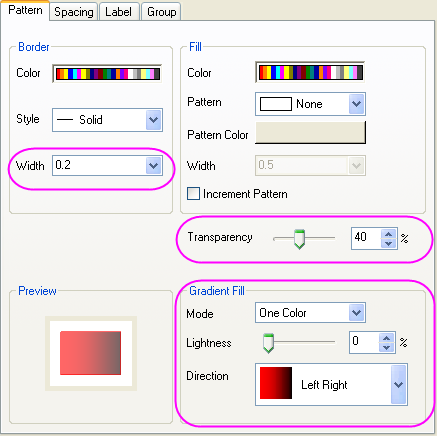 Pattern Spacing Label Group
Border
Color
Style Solid
Width 0.2
Fill
Color
Pattern None
Pattern Color
Width 0.5
Increment Pattern
Transparency 40 %
Preview
Gradient Fill
Mode One Color
Lightness 0 %
Direction Left Right